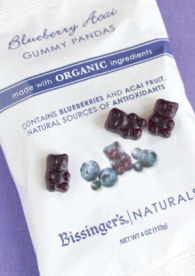 Blueberry Acai
GUMMY PANDAS
made with ORGANIC ingredients
CONTAINS BLUEBERRIES AND ACAI FRUIT,
NATURAL SOURCES OF ANTIOXIDANTS
Bissinger's | NATURALS
NET WT 4 OZ (113g)